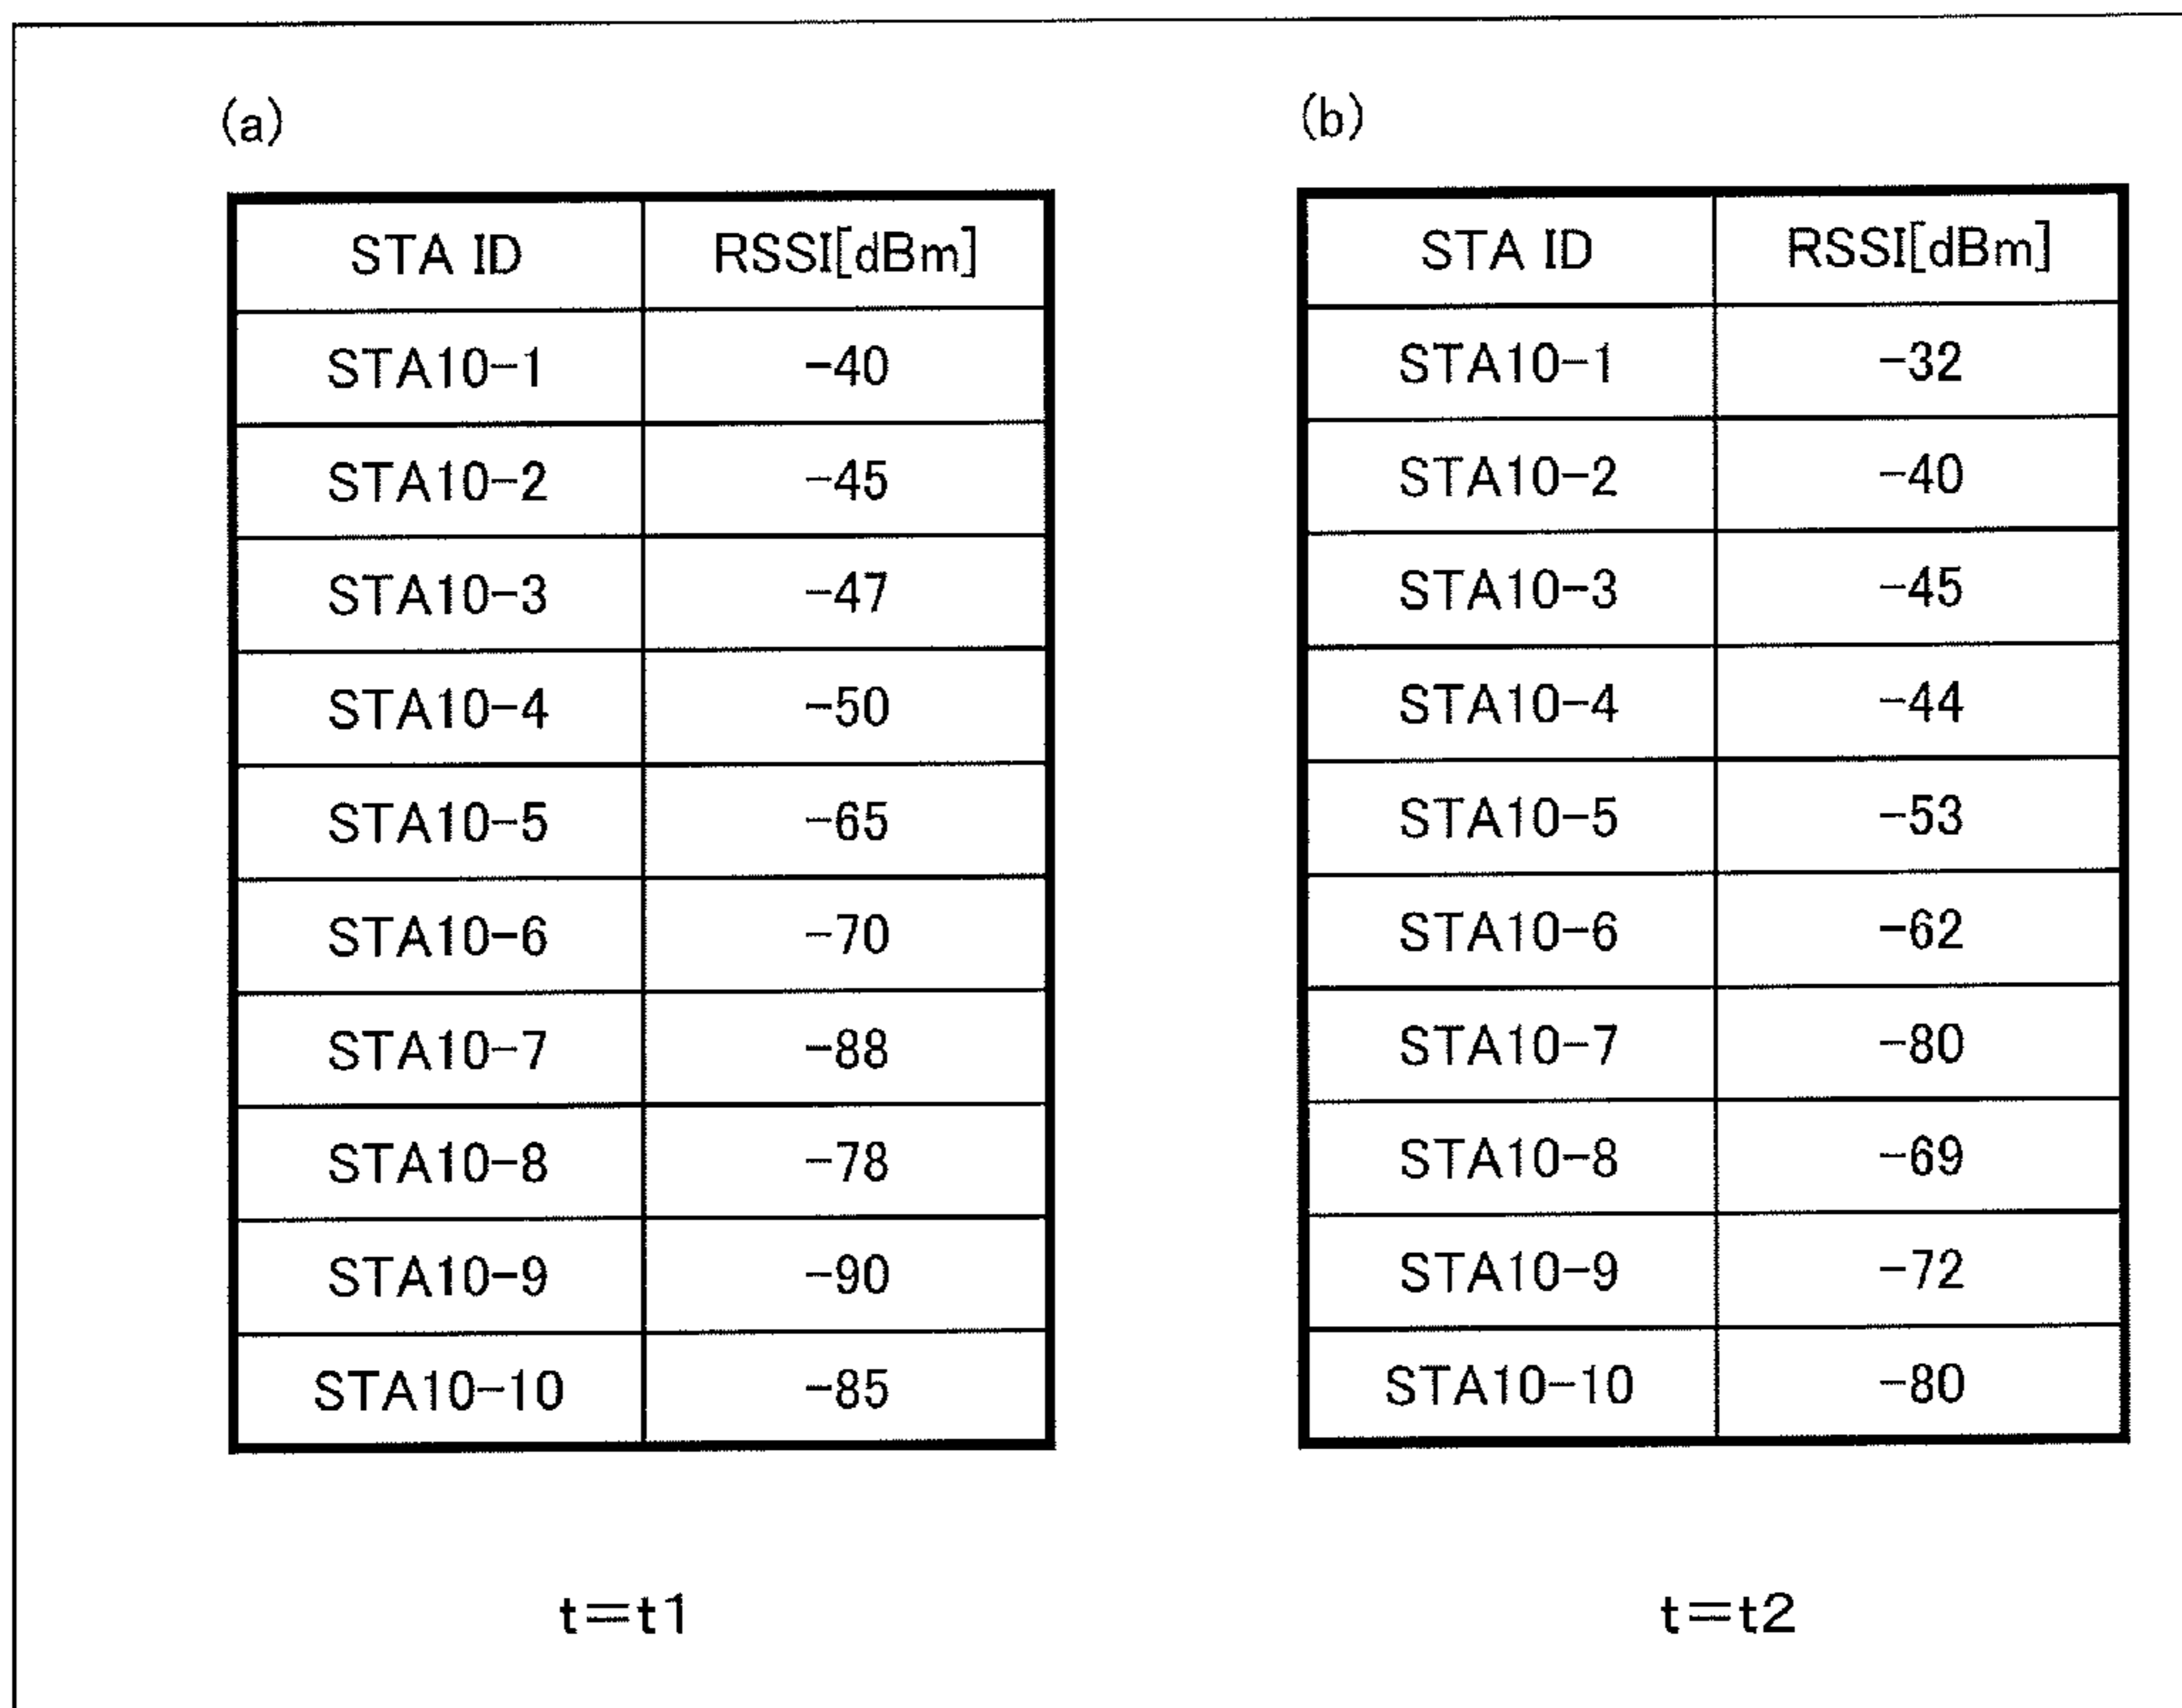 (a)
STA ID RSSI[dBm]
STA10-1 -40
STA10-2 -45
STA10-3 -47
STA10-4 -50
STA10-5 -65
STA10-6 -70
STA10-7 -88
STA10-8 -78
STA10-9 -90
STA10-10 -85
t=t1
(b)
STA ID RSSI[dBm]
STA10-1 -32
STA10-2 -40
STA10-3 -45
STA10-4 -44
STA10-5 -53
STA10-6 -62
STA10-7 -80
STA10-8 -69
STA10-9 -72
STA10-10 -80
t=t2